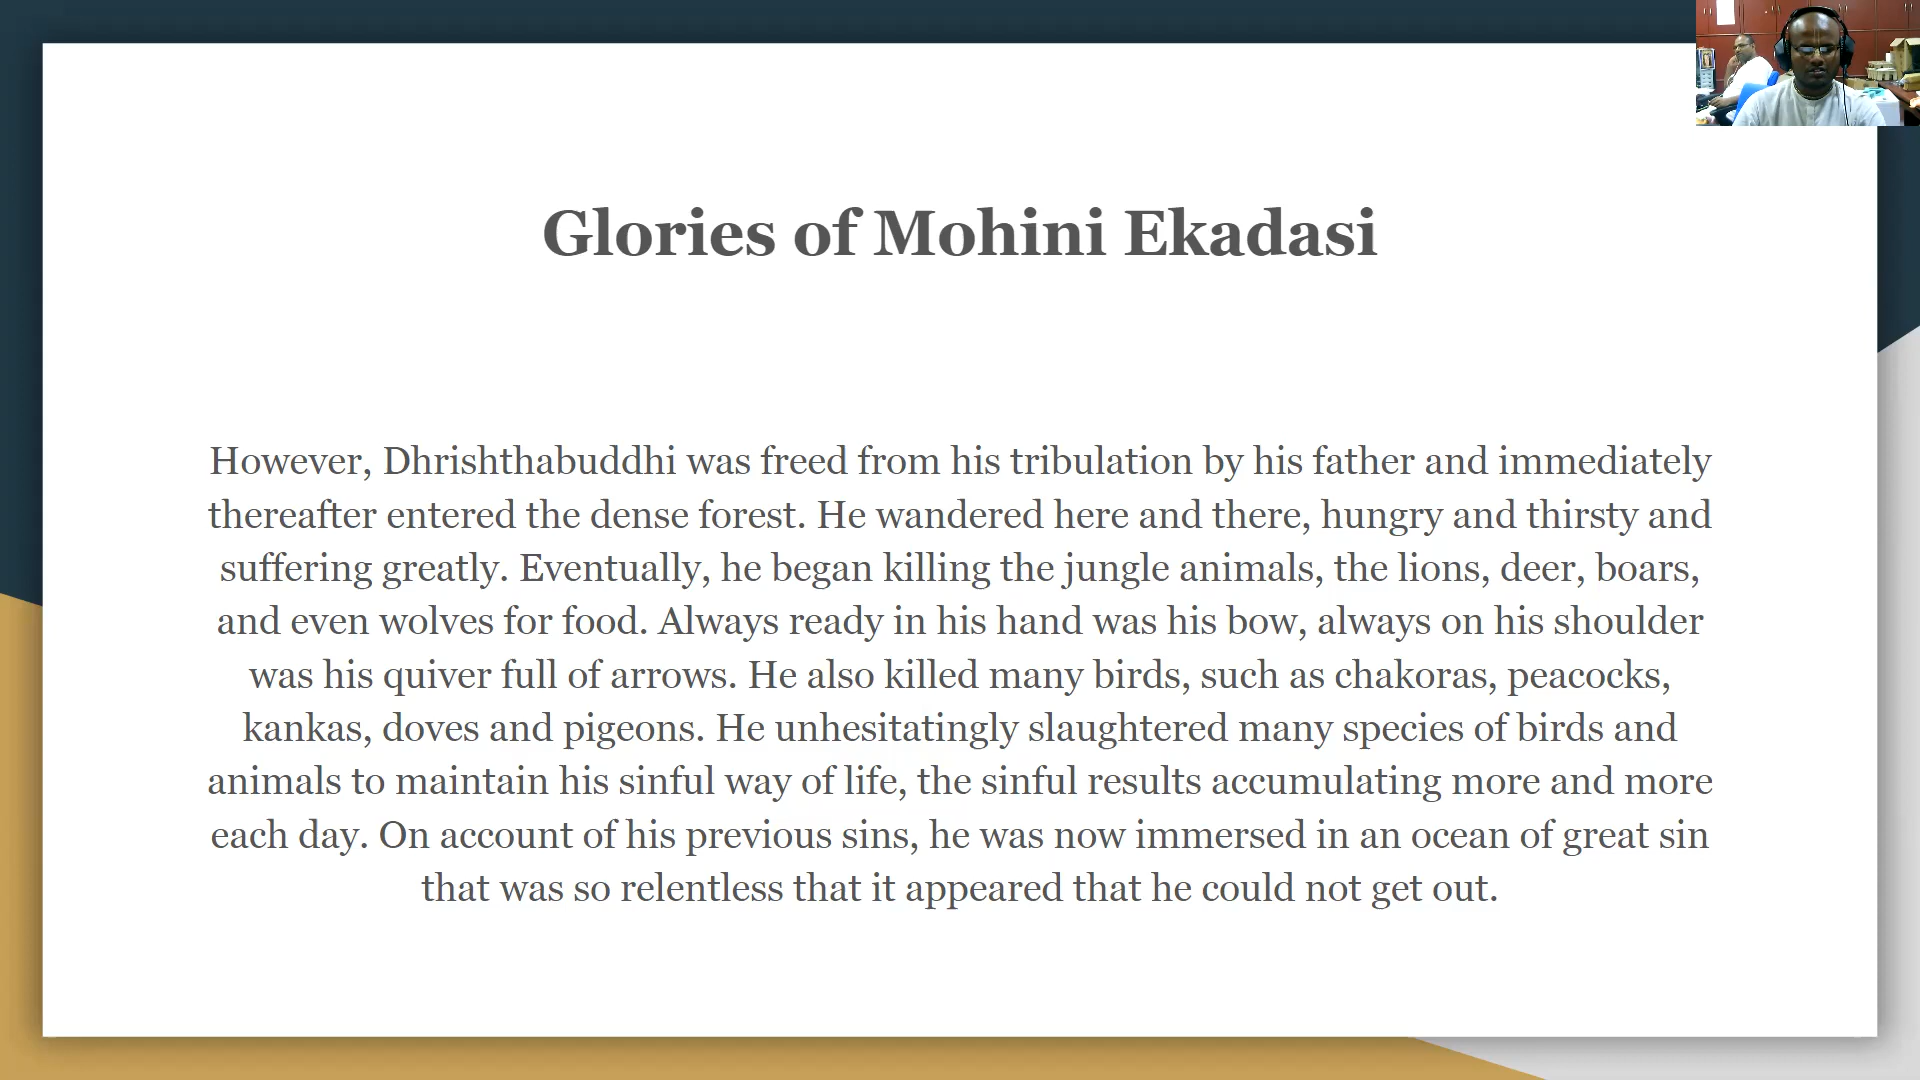 Glories of Mohini Ekadasi
However, Dhrishthabuddhi was freed from his tribulation by his father and immediately
thereafter entered the dense forest. He wandered here and there, hungry and thirsty and
suffering greatly. Eventually, he began killing the jungle animals, the lions, deer, boars,
and even wolves for food. Always ready in his hand was his bow, always on his shoulder
was his quiver full of arrows. He also killed many birds, such as chakoras, peacocks,
kankas, doves and pigeons. He unhesitatingly slaughtered many species of birds and
animals to maintain his sinful way of life, the sinful results accumulating more and more
each day. On account of his previous sins, he was now immersed in an ocean of great sin
that was so relentless that it appeared that he could not get out.